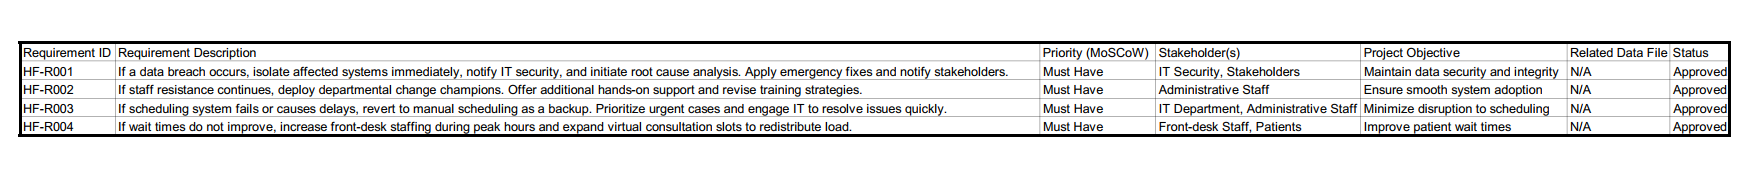 Requirement ID Requirement Description Priority (MoSCoW) Stakeholder(s) Project Objective Related Data File Status
HF-R001 If a data breach occurs, isolate affected systems immediately, notify IT security, and initiate root cause analysis. Apply emergency fixes and notify stakeholders. Must Have IT Security, Stakeholders Maintain data security and integrity N/A Approved
HF-R002 If staff resistance continues, deploy departmental change champions. Offer additional hands-on support and revise training strategies. Must Have Administrative Staff Ensure smooth system adoption N/A Approved
HF-R003 If scheduling system fails or causes delays, revert to manual scheduling as a backup. Prioritize urgent cases and engage IT to resolve issues quickly. Must Have IT Department, Administrative Staff Minimize disruption to scheduling N/A Approved
HF-R004 If wait times do not improve, increase front-desk staffing during peak hours and expand virtual consultation slots to redistribute load. Must Have Front-desk Staff, Patients Improve patient wait times N/A Approved